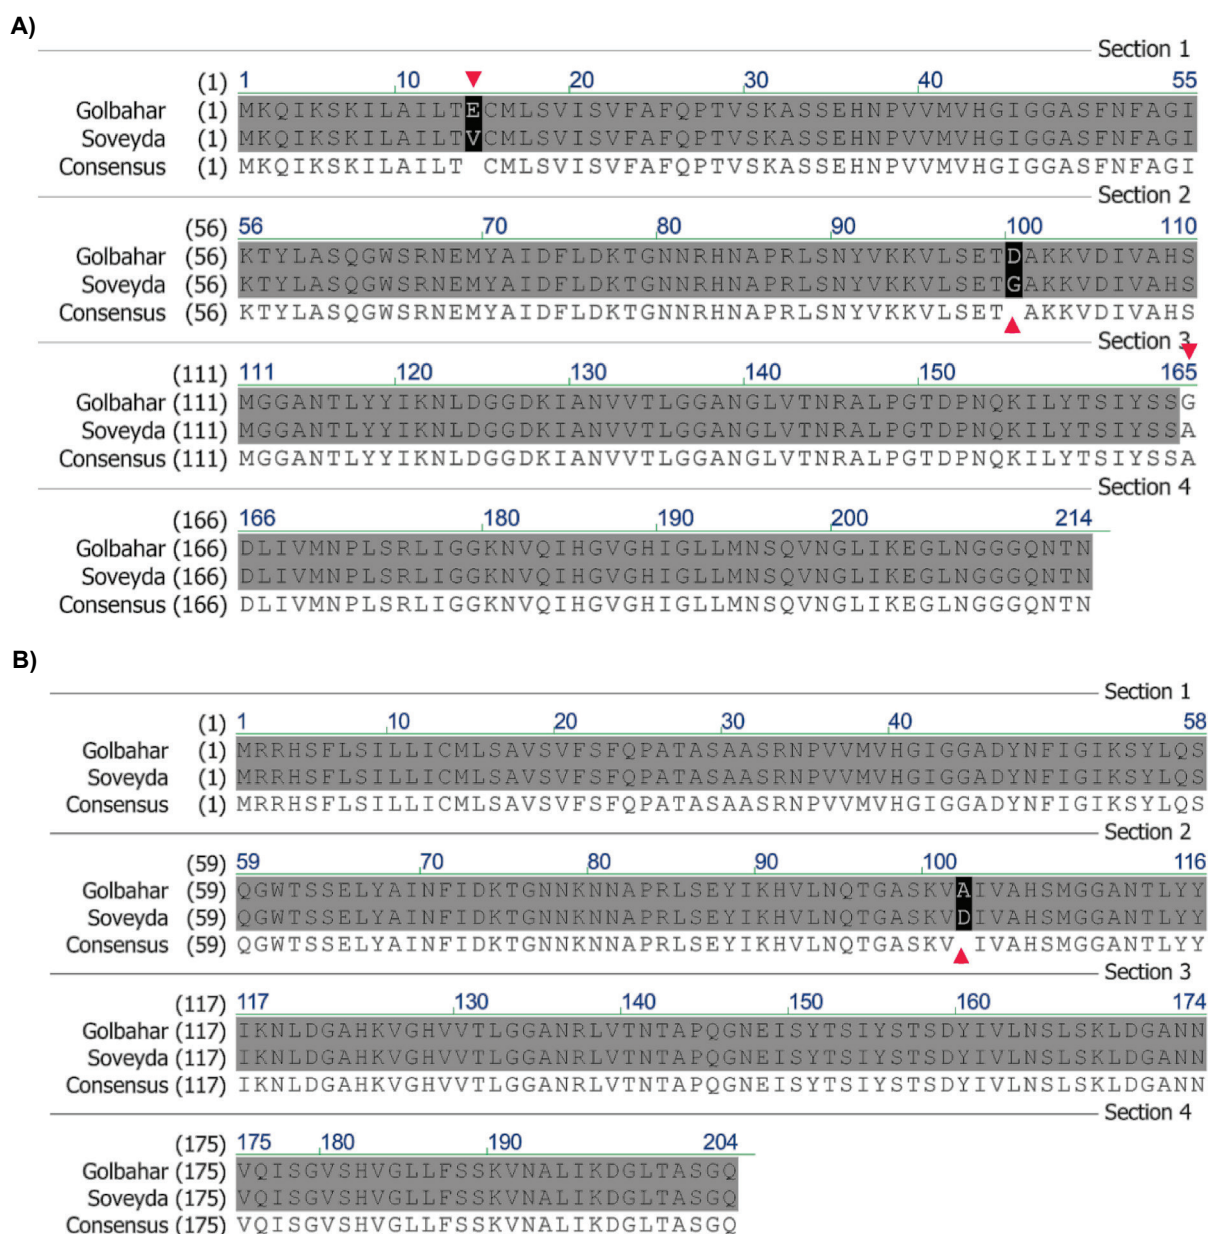 A)
Section 1
(1) 1 10 20 30 40 55
Golbahar (1) MKQIKSKILAILTECMLSVISVFAFQPTVSKASSEHNPVVMVHGIGGASFNFAGI
Soveyda (1) MKQIKSKILAILTVCMLSVISVFAFQPTVSKASSEHNPVVMVHGIGGASFNFAGI
Consensus (1) MKQIKSKILAILT CMLSVISVFAFQPTVSKASSEHNPVVMVHGIGGASFNFAGI
Section 2
(56) 56 70 80 90 100 110
Golbahar (56) KTYLASQGWSRNEMYAIDFLDKTGNNRHNAPRLSNYVKKVLSETDAKKVDIVAHS
Soveyda (56) KTYLASQGWSRNEMYAIDFLDKTGNNRHNAPRLSNYVKKVLSETGAKKVDIVAHS
Consensus (56) KTYLASQGWSRNEMYAIDFLDKTGNNRHNAPRLSNYVKKVLSET AKKVDIVAHS
Section 3
(111) 111 120 130 140 150 165
Golbahar (111) MGGANTLYYIKNLDGGDKIANVVTLGGANGLVTNRALPGTDPNQKILYTSIYSSG
Soveyda (111) MGGANTLYYIKNLDGGDKIANVVTLGGANGLVTNRALPGTDPNQKILYTSIYSSA
Consensus (111) MGGANTLYYIKNLDGGDKIANVVTLGGANGLVTNRALPGTDPNQKILYTSIYSSA
Section 4
(166) 166 180 190 200 214
Golbahar (166) DLIVMNPLSRLIGGKNVQIHGVGHIGLLMNSQVNGLIKEGLNGGGQNTN
Soveyda (166) DLIVMNPLSRLIGGKNVQIHGVGHIGLLMNSQVNGLIKEGLNGGGQNTN
Consensus (166) DLIVMNPLSRLIGGKNVQIHGVGHIGLLMNSQVNGLIKEGLNGGGQNTN
B)
Section 1
(1) 1 10 20 30 40 58
Golbahar (1) MRRHSFLSILLICMLSAVSVFSFQPATASAASRNPVVMVHGIGGADYNFIGIKSYLQS
Soveyda (1) MRRHSFLSILLICMLSAVSVFSFQPATASAASRNPVVMVHGIGGADYNFIGIKSYLQS
Consensus (1) MRRHSFLSILLICMLSAVSVFSFQPATASAASRNPVVMVHGIGGADYNFIGIKSYLQS
Section 2
(59) 59 70 80 90 102 116
Golbahar (59) QGWTSSELYAINFIDKTGNNKNNAPRLSEYIKHVLNQTGASKVAIVAHSMGGANTLYY
Soveyda (59) QGWTSSELYAINFIDKTGNNKNNAPRLSEYIKHVLNQTGASKVDIVAHSMGGANTLYY
Consensus (59) QGWTSSELYAINFIDKTGNNKNNAPRLSEYIKHVLNQTGASKV IVAHSMGGANTLYY
Section 3
(117) 117 130 140 150 160 174
Golbahar (117) IKNLDGAHKVGHVVTLGGANRLVTNTAPQGNEISYTSIYSTSDYIVLNSLSKLDGANN
Soveyda (117) IKNLDGAHKVGHVVTLGGANRLVTNTAPQGNEISYTSIYSTSDYIVLNSLSKLDGANN
Consensus (117) IKNLDGAHKVGHVVTLGGANRLVTNTAPQGNEISYTSIYSTSDYIVLNSLSKLDGANN
Section 4
(175) 175 180 190 204
Golbahar (175) VQISGVSHVGLLFSSKVNALIKDGLTASGQ
Soveyda (175) VQISGVSHVGLLFSSKVNALIKDGLTASGQ
Consensus (175) VQISGVSHVGLLFSSKVNALIKDGLTASGQ